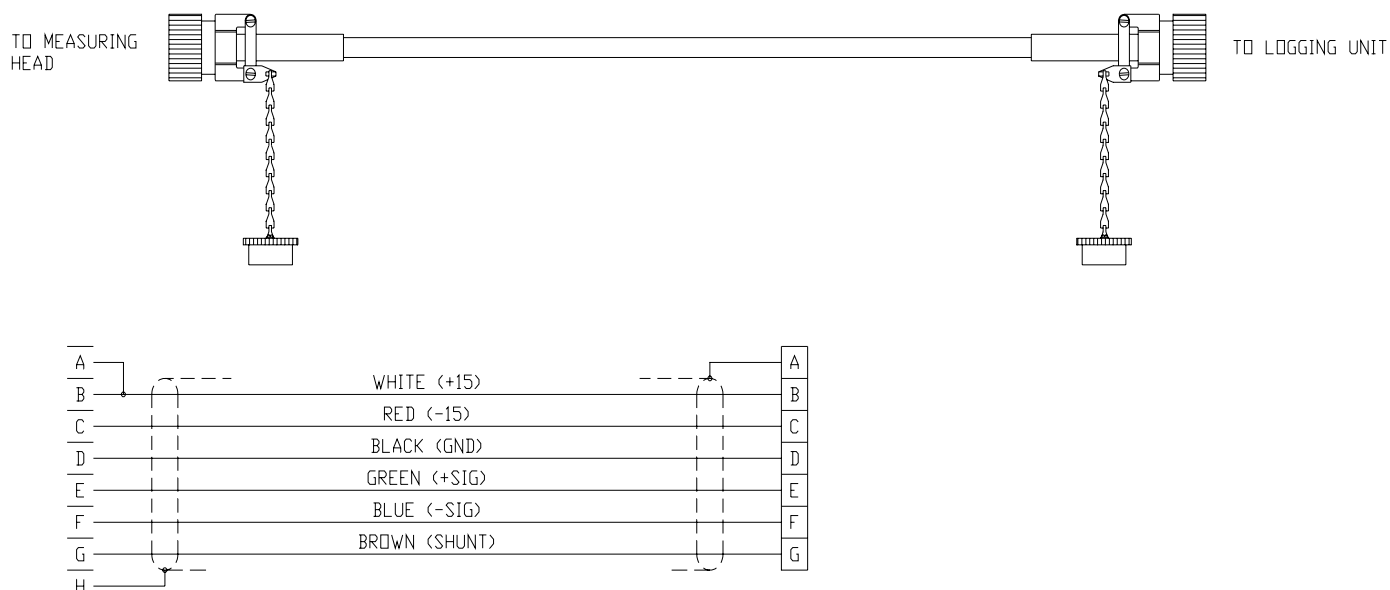 TO MEASURING
HEAD
TO LOGGING UNIT
A
A
WHITE (+15)
B
B
RED (-15)
C
C
BLACK (GND)
D
D
GREEN (+SIG)
E
E
BLUE (-SIG)
F
F
BROWN (SHUNT)
G
G
H